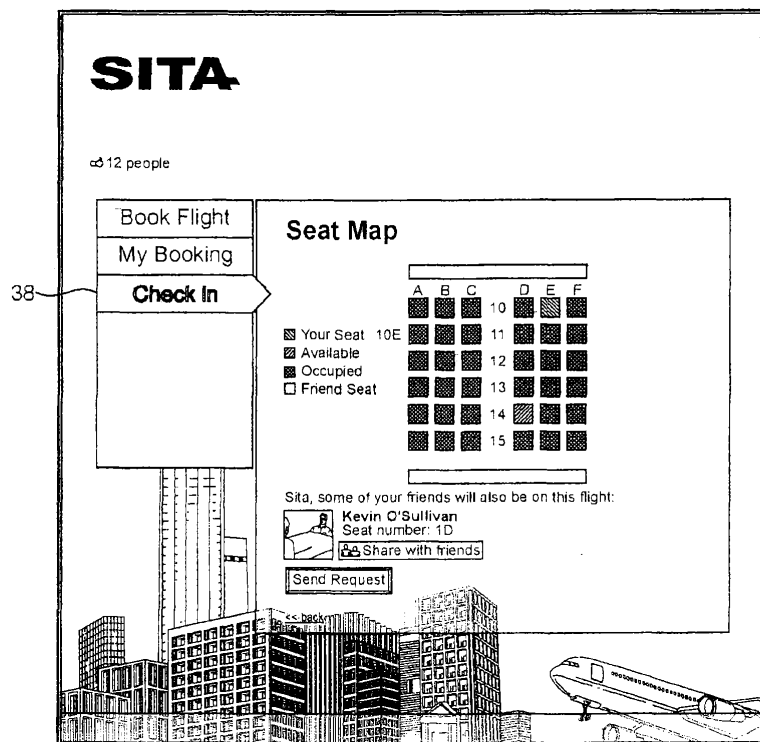 SITA
12 people
Book Flight
My Booking
38
Check In
Seat Map
A B C D E F
10
Your Seat 10E
11
Available
12
Occupied
13
Friend Seat
14
15
Sita, some of your friends will also be on this flight:
Kevin O'Sullivan
Seat number: 1D
Share with friends
Send Request
<< back